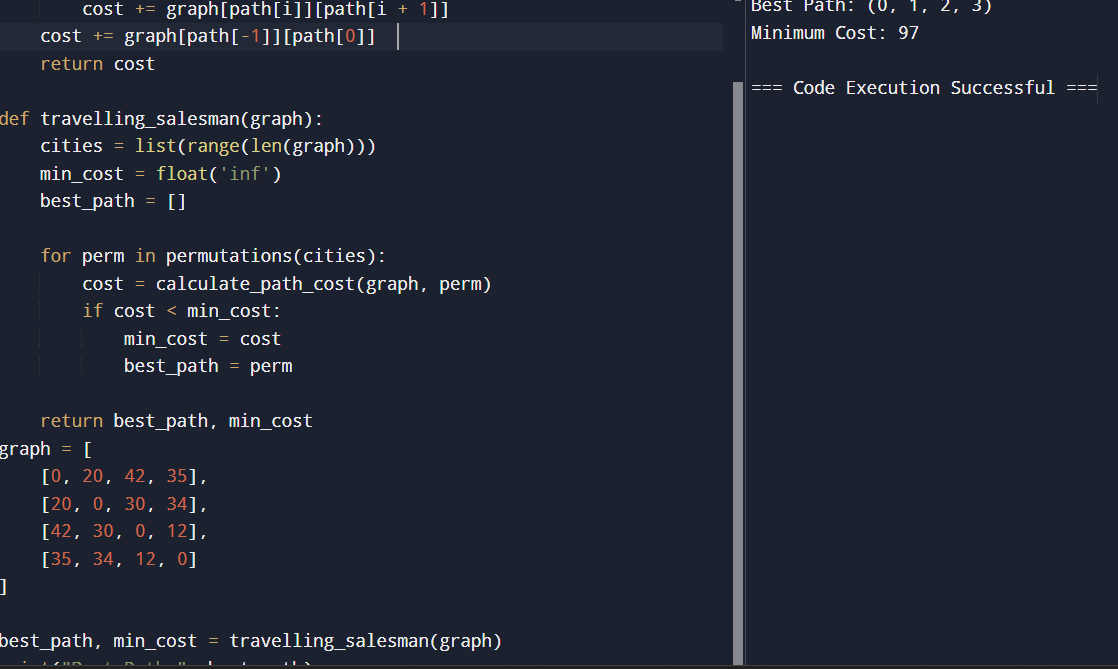 cost += graph[path[i]][path[i + 1]]
    cost += graph[path[-1]][path[0]]
    return cost

def travelling_salesman(graph):
    cities = list(range(len(graph)))
    min_cost = float('inf')
    best_path = []

    for perm in permutations(cities):
        cost = calculate_path_cost(graph, perm)
        if cost < min_cost:
            min_cost = cost
            best_path = perm

    return best_path, min_cost
graph = [
    [0, 20, 42, 35],
    [20, 0, 30, 34],
    [42, 30, 0, 12],
    [35, 34, 12, 0]
]

best_path, min_cost = travelling_salesman(graph)
Best Path: (0, 1, 2, 3)
Minimum Cost: 97

=== Code Execution Successful ===